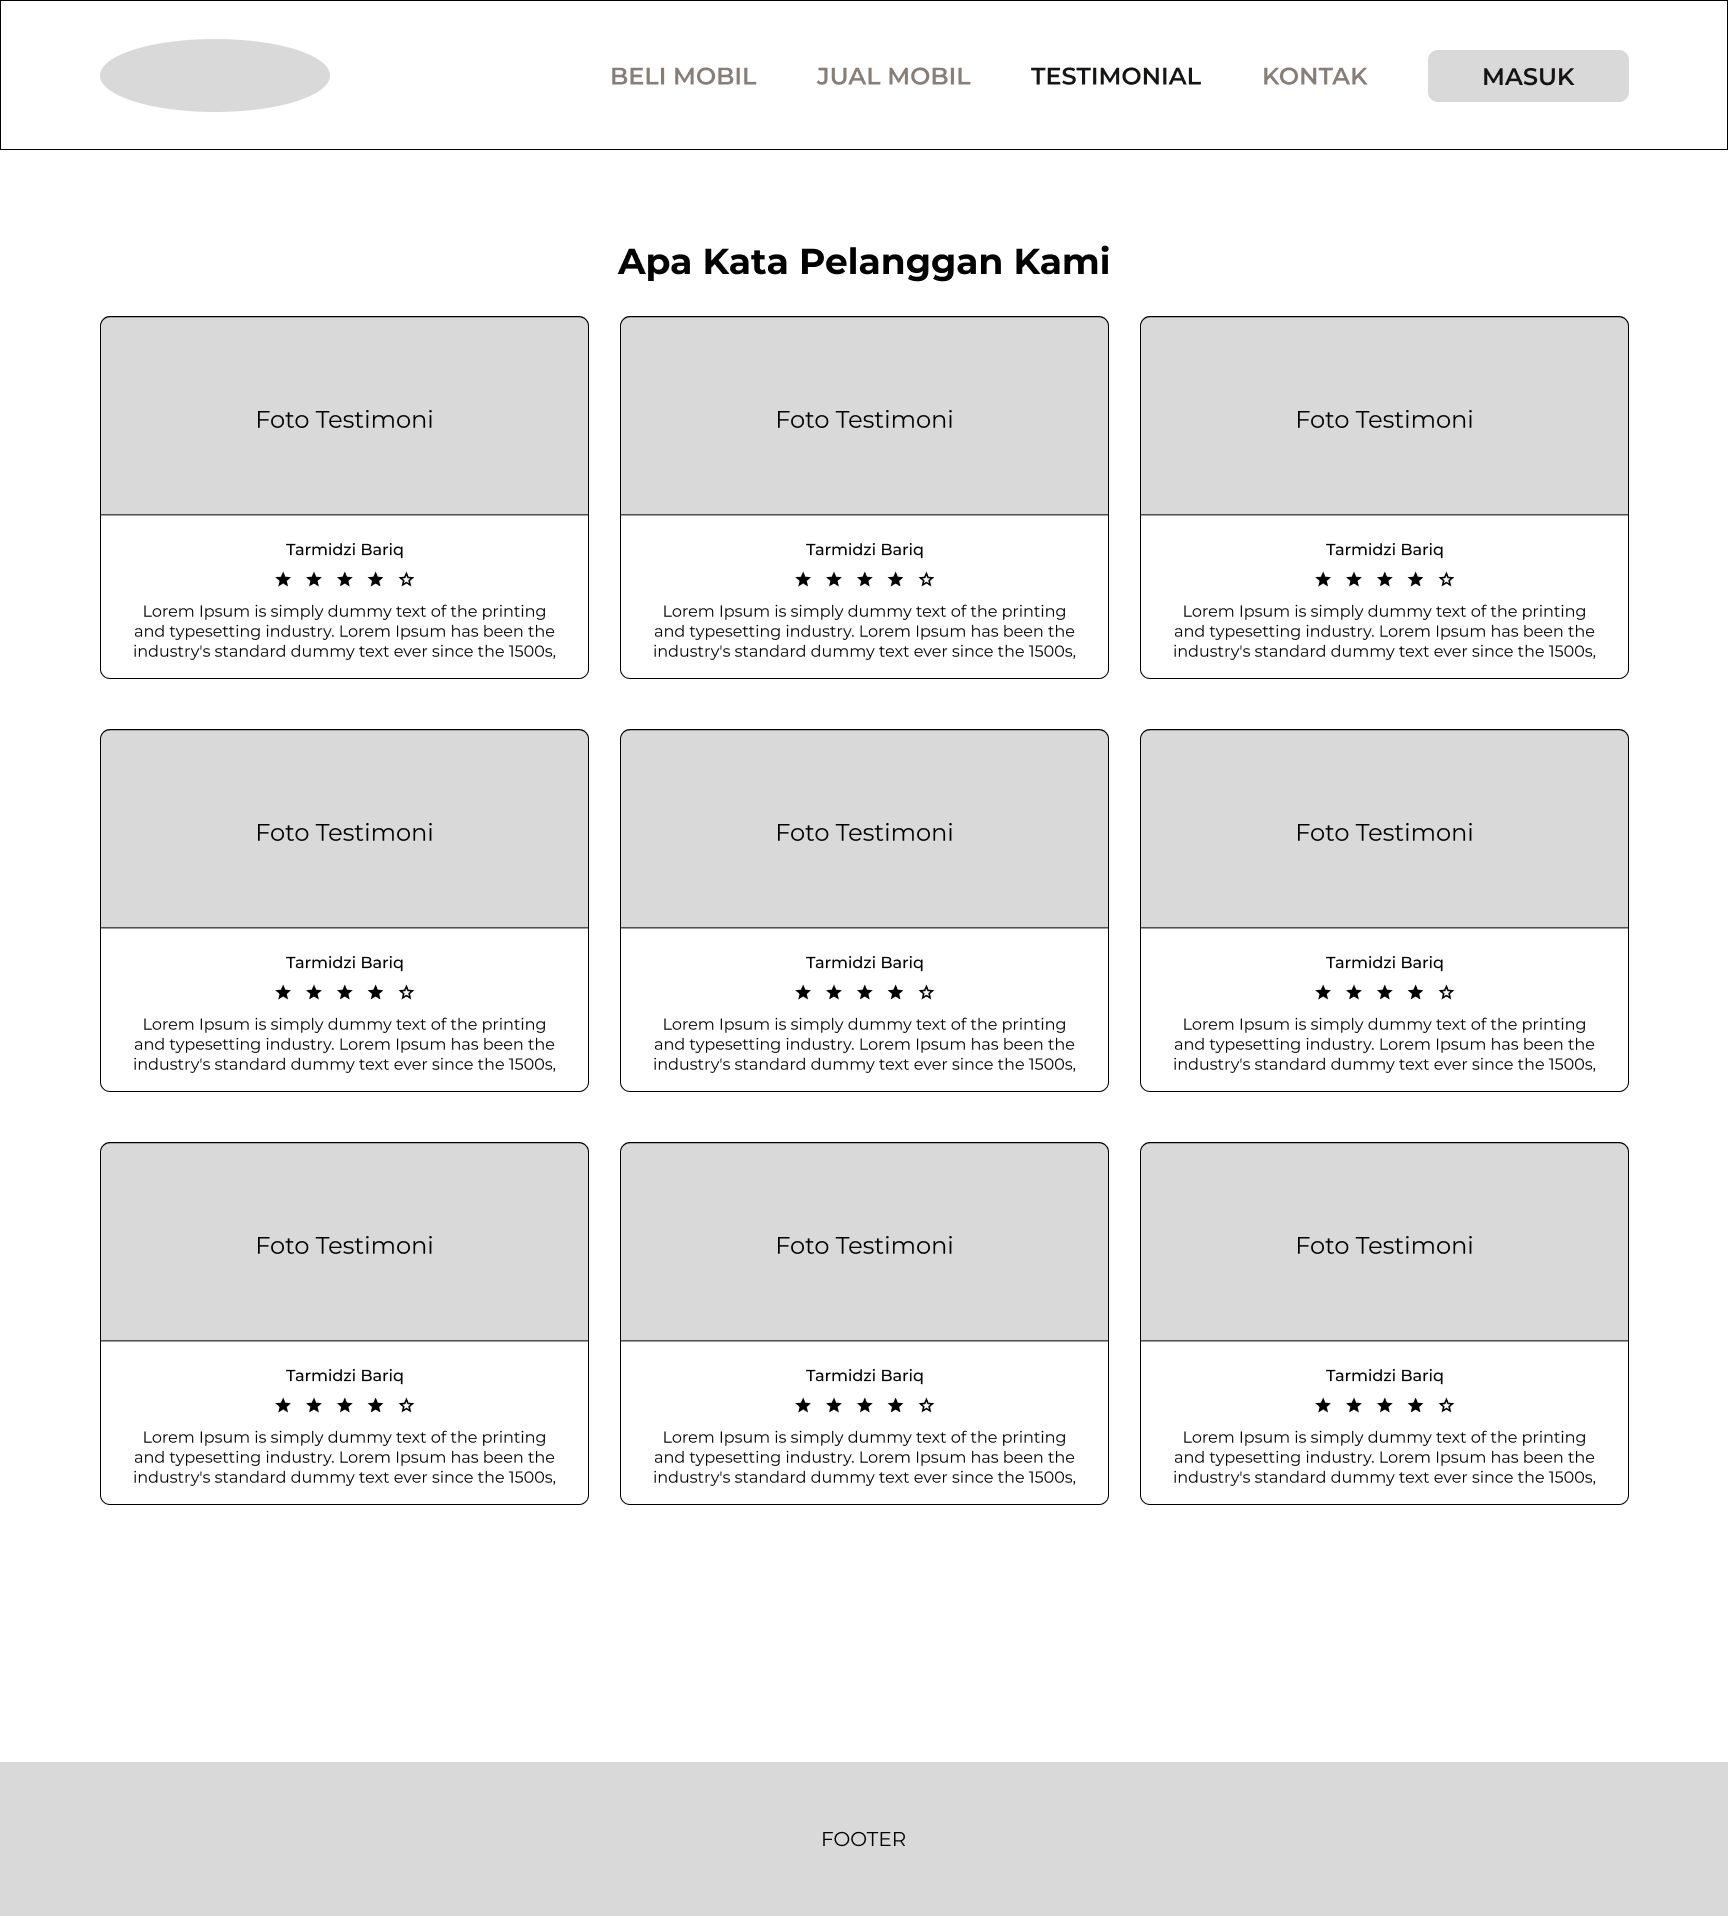 BELI MOBIL JUAL MOBIL TESTIMONIAL KONTAK MASUK
Apa Kata Pelanggan Kami
Foto Testimoni
Tarmidzi Bariq
Lorem Ipsum is simply dummy text of the printing
and typesetting industry. Lorem Ipsum has been the
industry's standard dummy text ever since the 1500s,
Foto Testimoni
Tarmidzi Bariq
Lorem Ipsum is simply dummy text of the printing
and typesetting industry. Lorem Ipsum has been the
industry's standard dummy text ever since the 1500s,
Foto Testimoni
Tarmidzi Bariq
Lorem Ipsum is simply dummy text of the printing
and typesetting industry. Lorem Ipsum has been the
industry's standard dummy text ever since the 1500s,
Foto Testimoni
Tarmidzi Bariq
Lorem Ipsum is simply dummy text of the printing
and typesetting industry. Lorem Ipsum has been the
industry's standard dummy text ever since the 1500s,
Foto Testimoni
Tarmidzi Bariq
Lorem Ipsum is simply dummy text of the printing
and typesetting industry. Lorem Ipsum has been the
industry's standard dummy text ever since the 1500s,
Foto Testimoni
Tarmidzi Bariq
Lorem Ipsum is simply dummy text of the printing
and typesetting industry. Lorem Ipsum has been the
industry's standard dummy text ever since the 1500s,
Foto Testimoni
Tarmidzi Bariq
Lorem Ipsum is simply dummy text of the printing
and typesetting industry. Lorem Ipsum has been the
industry's standard dummy text ever since the 1500s,
Foto Testimoni
Tarmidzi Bariq
Lorem Ipsum is simply dummy text of the printing
and typesetting industry. Lorem Ipsum has been the
industry's standard dummy text ever since the 1500s,
Foto Testimoni
Tarmidzi Bariq
Lorem Ipsum is simply dummy text of the printing
and typesetting industry. Lorem Ipsum has been the
industry's standard dummy text ever since the 1500s,
FOOTER